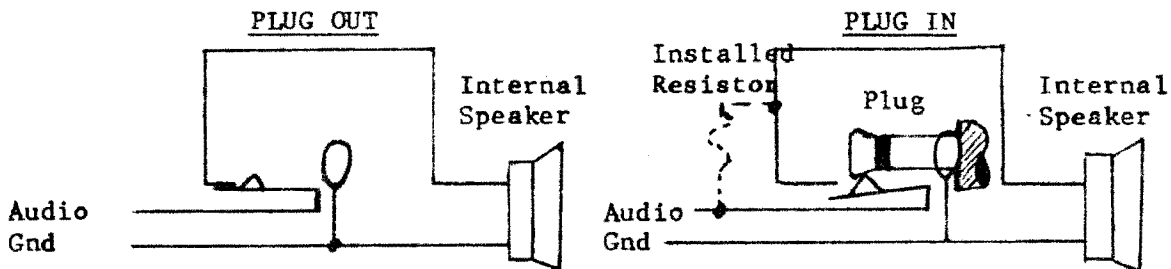 PLUG OUT
Internal
Speaker
Audio
Gnd
PLUG IN
Installed
Resistor
Plug
Internal
Speaker
Audio
Gnd